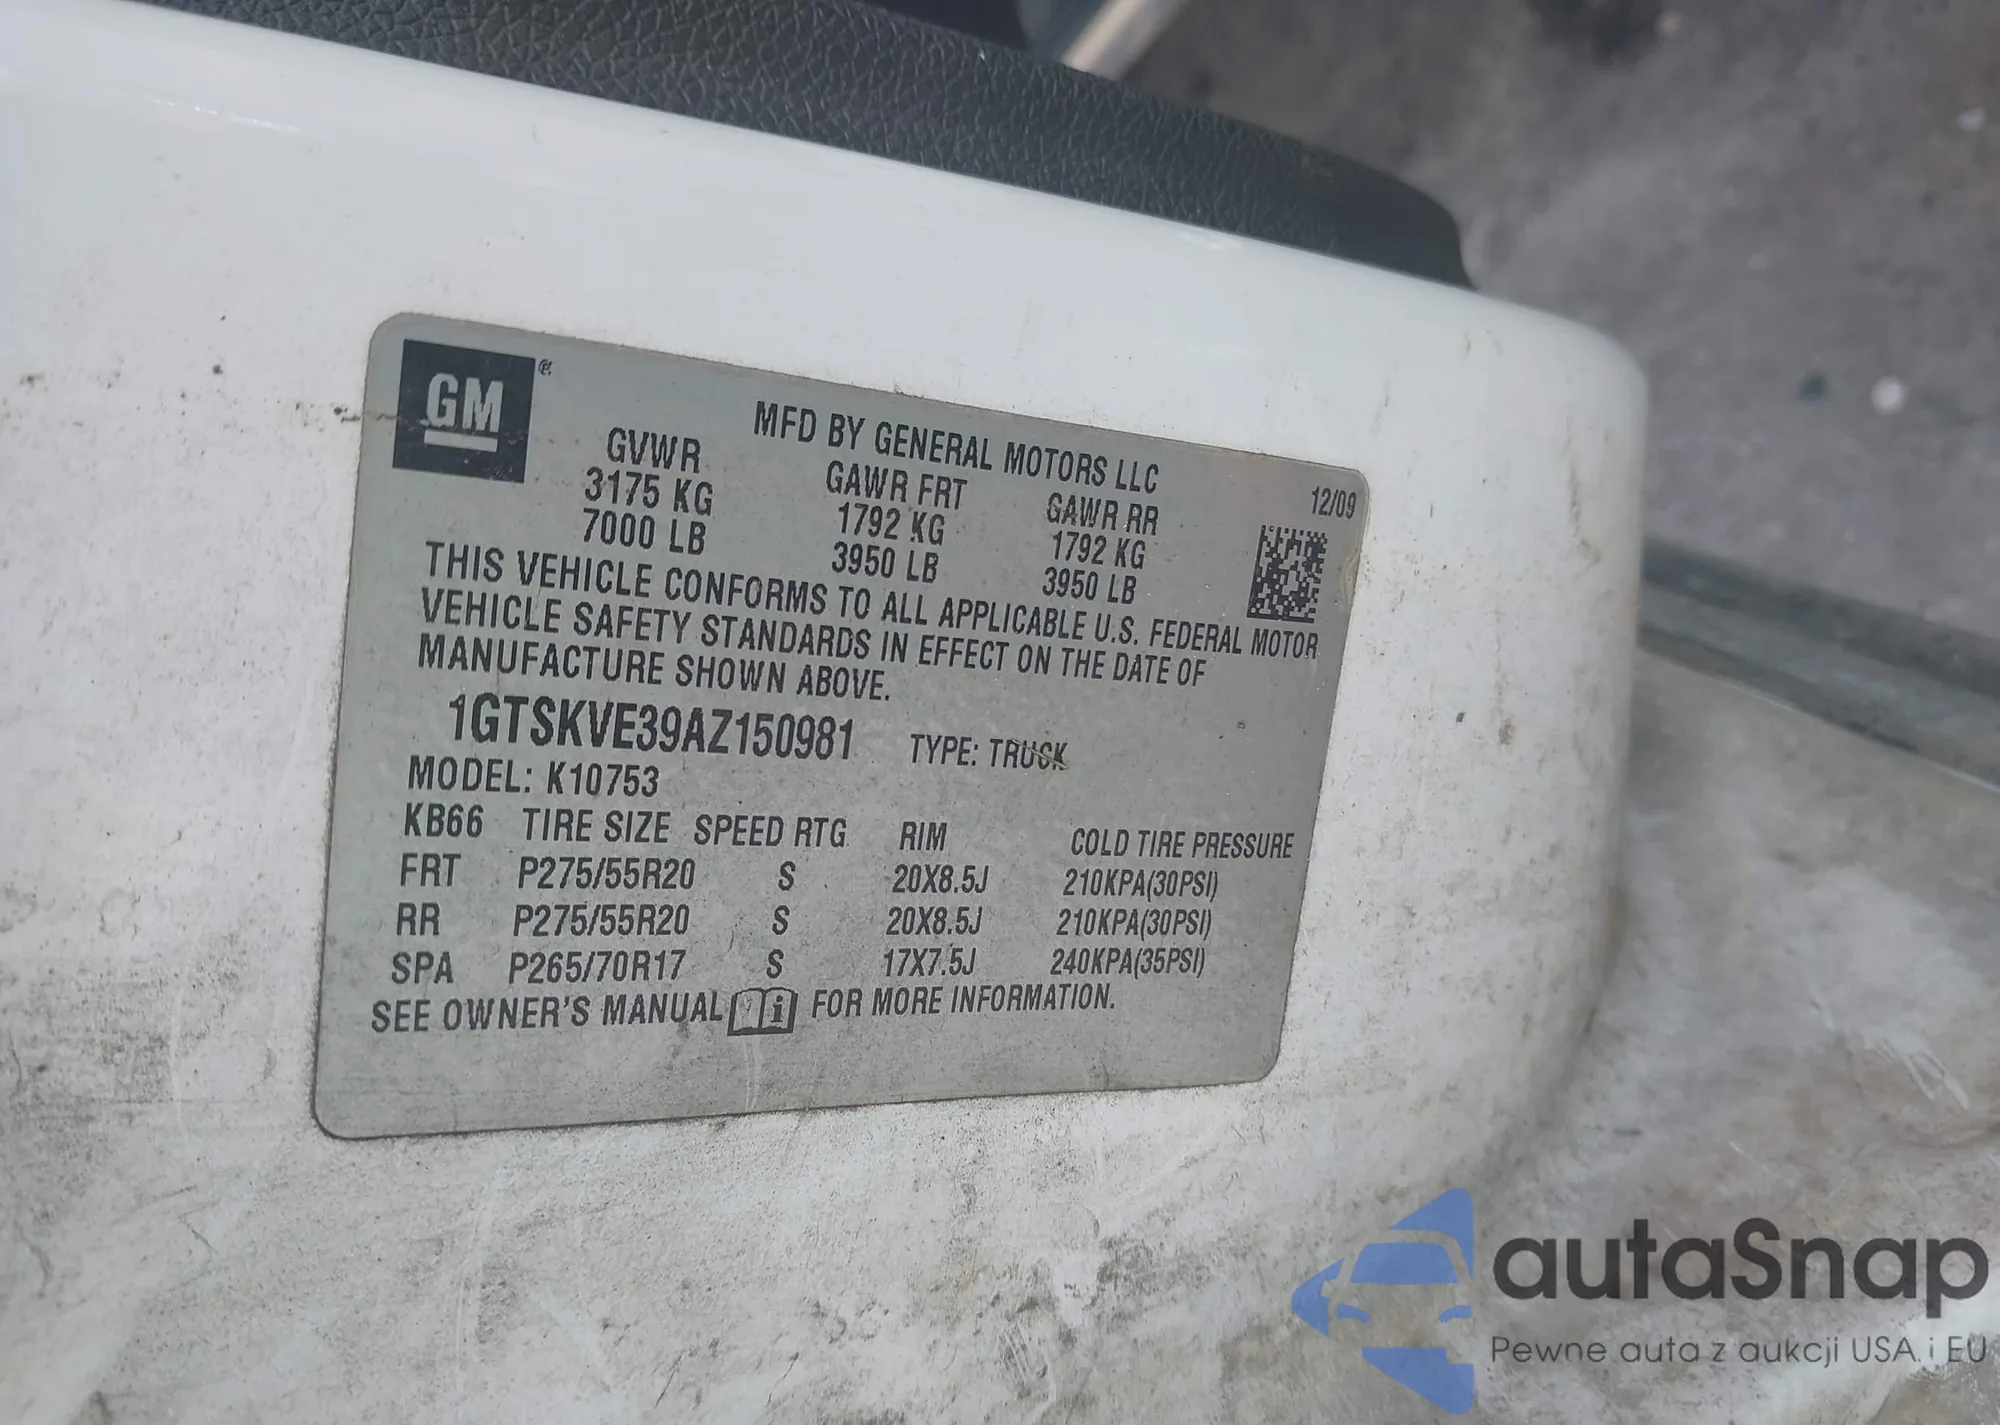 GM
MFD BY GENERAL MOTORS LLC
12/09
GVWR GAWR FRT GAWR RR
3175 KG 1792 KG 1792 KG
7000 LB 3950 LB 3950 LB
THIS VEHICLE CONFORMS TO ALL APPLICABLE U.S. FEDERAL MOTOR
VEHICLE SAFETY STANDARDS IN EFFECT ON THE DATE OF
MANUFACTURE SHOWN ABOVE.
1GTSKVE39AZ150981 TYPE: TRUCK
MODEL: K10753
KB66 TIRE SIZE SPEED RTG RIM COLD TIRE PRESSURE
FRT P275/55R20 S 20X8.5J 210KPA(30PSI)
RR P275/55R20 S 20X8.5J 210KPA(30PSI)
SPA P265/70R17 S 17X7.5J 240KPA(35PSI)
SEE OWNER'S MANUAL FOR MORE INFORMATION.
autaSnap
Pewne auta z aukcji USA i EU